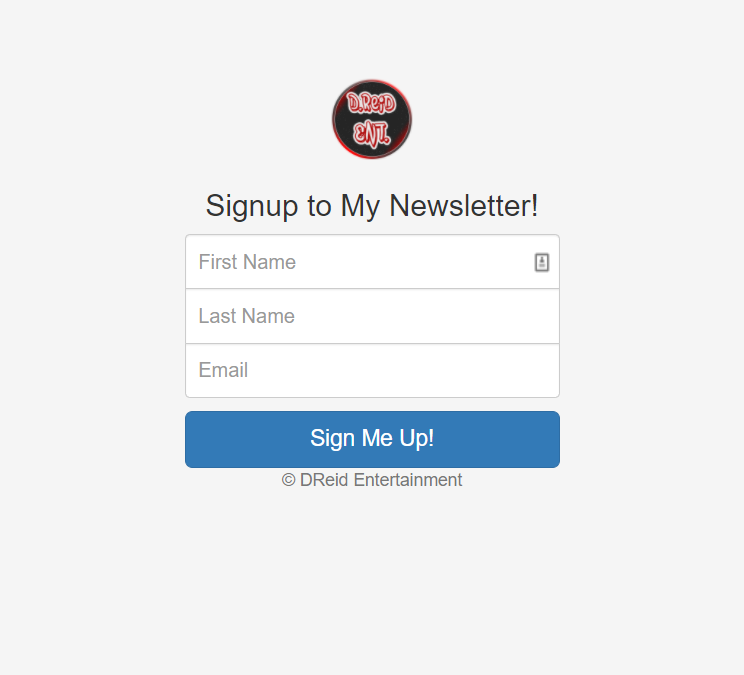 D.REID
ENT.
Signup to My Newsletter!
First Name
Last Name
Email
Sign Me Up!
© DReid Entertainment